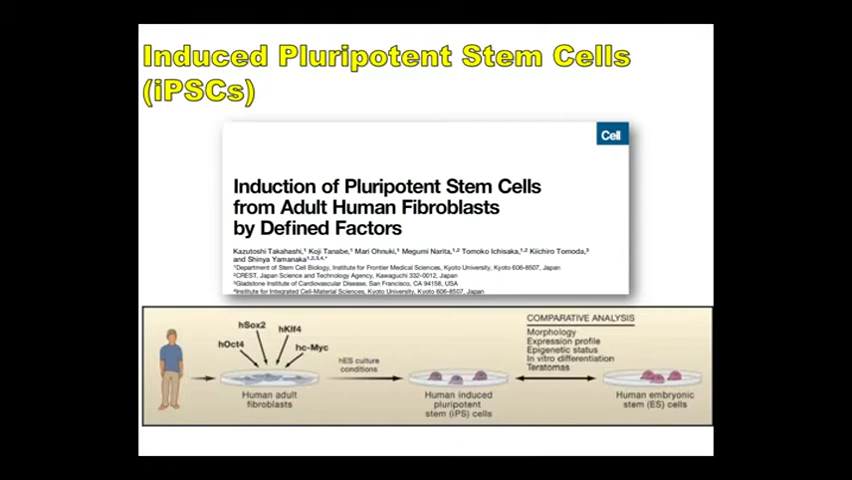 Induced Pluripotent Stem Cells
(iPSCs)
Cell
Induction of Pluripotent Stem Cells
from Adult Human Fibroblasts
by Defined Factors
Kazutoshi Takahashi,¹ Koji Tanabe,¹ Mari Ohnuki,¹ Megumi Narita,¹,² Tomoko Ichisaka,¹,² Kiichiro Tomoda,³
and Shinya Yamanaka¹,²,³,⁴,*
¹Department of Stem Cell Biology, Institute for Frontier Medical Sciences, Kyoto University, Kyoto 606-8507, Japan
²CREST, Japan Science and Technology Agency, Kawaguchi 332-0012, Japan
³Gladstone Institute of Cardiovascular Disease, San Francisco, CA 94158, USA
⁴Institute for Integrated Cell-Material Sciences, Kyoto University, Kyoto 606-8507, Japan
hOct4
hSox2
hKlf4
hc-Myc
Human adult
fibroblasts
hES culture
conditions
Human induced
pluripotent
stem (iPS) cells
COMPARATIVE ANALYSIS
Morphology
Expression profile
Epigenetic status
In vitro differentiation
Teratomas
Human embryonic
stem (ES) cells